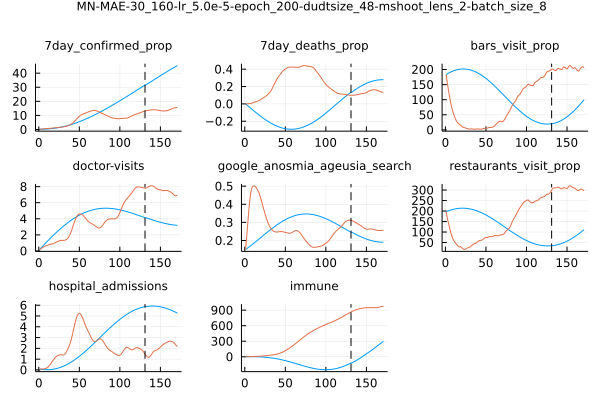 MN-MAE-30_160-lr_5.0e-5-epoch_200-dudtsize_48-mshoot_lens_2-batch_size_8
7day_confirmed_prop
40
30
20
10
0
0 50 100 150
7day_deaths_prop
0.4
0.2
0.0
−0.2
0 50 100 150
bars_visit_prop
200
150
100
50
0
0 50 100 150
doctor-visits
8
6
4
2
0
0 50 100 150
google_anosmia_ageusia_search
0.5
0.4
0.3
0.2
0 50 100 150
restaurants_visit_prop
300
250
200
150
100
50
0 50 100 150
hospital_admissions
6
5
4
3
2
1
0
0 50 100 150
immune
900
600
300
0
0 50 100 150